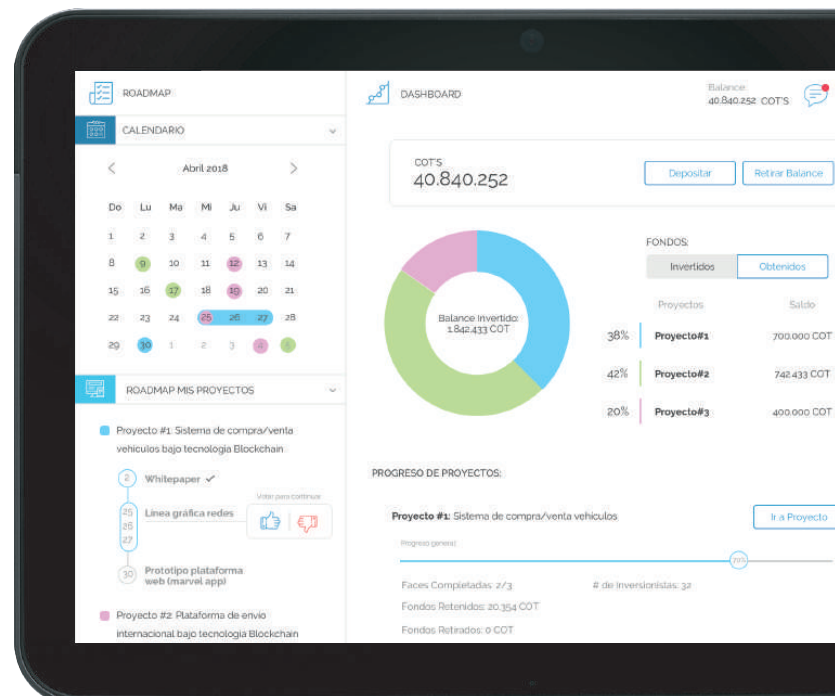 ROADMAP
CALENDARIO
Abril 2018
Do Lu Ma Mi Ju Vi Sa
1 2 3 4 5 6 7
8 9 10 11 12 13 14
15 16 17 18 19 20 21
22 23 24 25 26 27 28
29 30 1 2 3 4 5
ROADMAP MIS PROYECTOS
Proyecto #1: Sistema de compra/venta
vehiculos bajo tecnologia Blockchain
2 Whitepaper
25 Linea gráfica redes
26
27
Votar para continuar
30 Prototipo plataforma
web (marvel app)
Proyecto #2: Plataforma de envio
internacional bajo tecnologia Blockchain
DASHBOARD
Balance:
40.840.252 COT'S
COT'S
40.840.252
Depositar
Retirar Balance
Balance Invertido:
1.842.433 COT
FONDOS:
Invertidos
Obtenidos
Proyectos Saldo
38% Proyecto#1 700.000 COT
42% Proyecto#2 742.433 COT
20% Proyecto#3 400.000 COT
PROGRESO DE PROYECTOS:
Proyecto #1: Sistema de compra/venta vehiculos
Ir a Proyecto
Progreso general:
70%
Faces Completadas: 2/3 # de Inversionistas: 32
Fondos Retenidos: 20.354 COT
Fondos Retirados: 0 COT